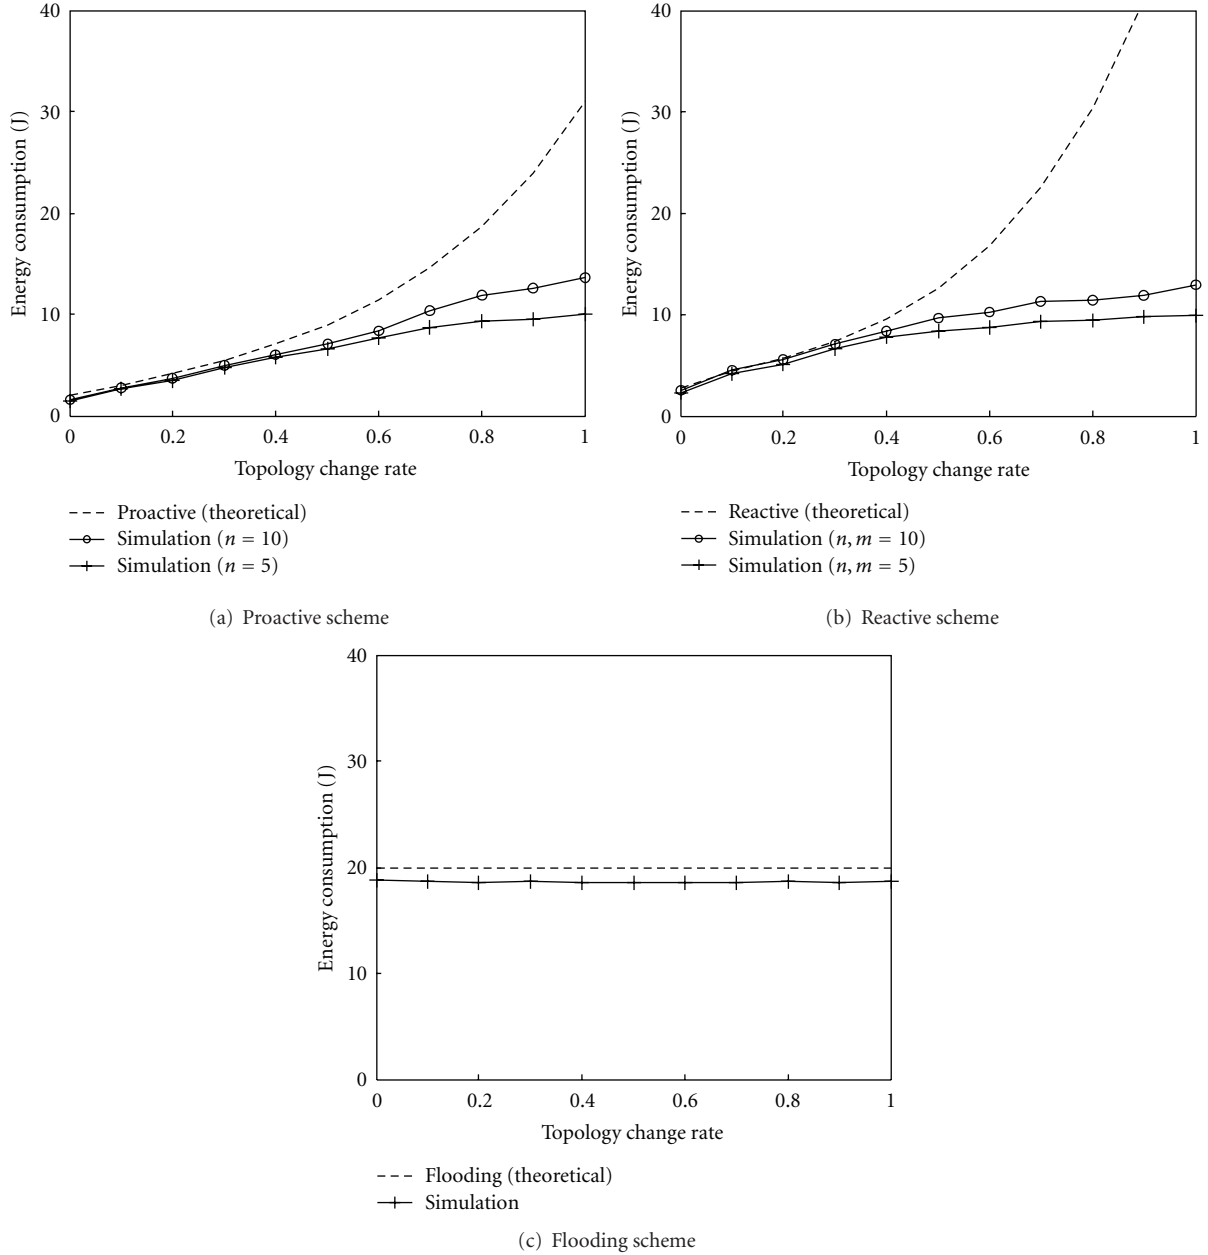 40
30
20
10
0
Energy consumption (J)
0 0.2 0.4 0.6 0.8 1
Topology change rate
Proactive (theoretical)
Simulation (n = 10)
Simulation (n = 5)
(a) Proactive scheme
40
30
20
10
0
Energy consumption (J)
0 0.2 0.4 0.6 0.8 1
Topology change rate
Reactive (theoretical)
Simulation (n, m = 10)
Simulation (n, m = 5)
(b) Reactive scheme
40
30
20
10
0
Energy consumption (J)
0 0.2 0.4 0.6 0.8 1
Topology change rate
Flooding (theoretical)
Simulation
(c) Flooding scheme